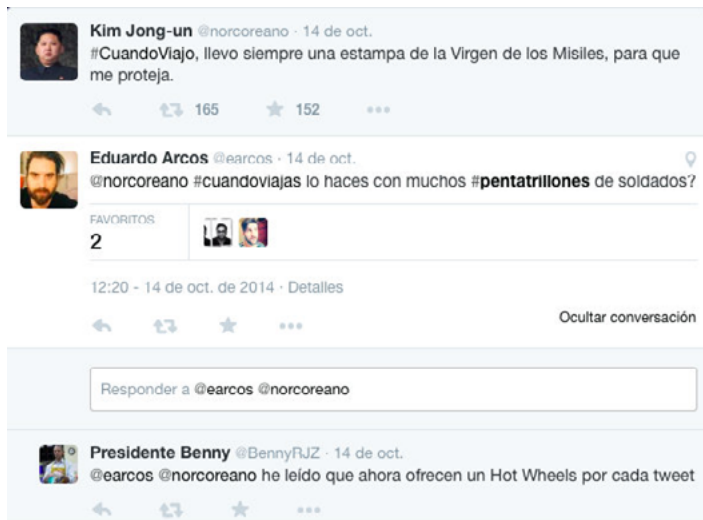 Kim Jong-un @norcoreano · 14 de oct.
#CuandoViajo, llevo siempre una estampa de la Virgen de los Misiles, para que
me proteja.
165 152
Eduardo Arcos @earcos · 14 de oct.
@norcoreano #cuandoviajas lo haces con muchos #pentatrillones de soldados?
FAVORITOS
2
12:20 - 14 de oct. de 2014 · Detalles
Ocultar conversación
Responder a @earcos @norcoreano
Presidente Benny @BennyRJZ · 14 de oct.
@earcos @norcoreano he leído que ahora ofrecen un Hot Wheels por cada tweet